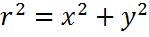 r² = x² + y²